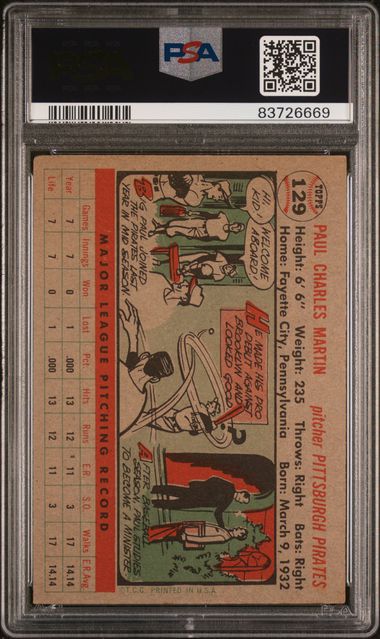 PSA
83726669
TOPPS
129
PAUL CHARLES MARTIN pitcher PITTSBURGH PIRATES
Height: 6' 6" Weight: 235 Throws: Right Bats: Right
Home: Fayette City, Pennsylvania Born: March 9, 1932
HI,
KID!
WELCOME
ABOARD!
BIG PAUL JOINED
THE PIRATES LAST
YEAR IN MID SEASON.
HE MADE HIS PRO
DEBUT AGAINST
BROOKLYN AND
LOOKED GOOD.
?
AFTER BASEBALL
SEASON, PAUL STUDIES
TO BECOME A MINISTER
MAJOR LEAGUE PITCHING RECORD
Games Innings Won Lost Pct. Hits Runs E.R. S.O. Walks E.R.Avg.
Year 7 7 0 1 .000 13 12 11 3 17 14.14
Life 7 7 0 1 .000 13 12 11 3 17 14.14
©T.C.G. PRINTED IN U.S.A.